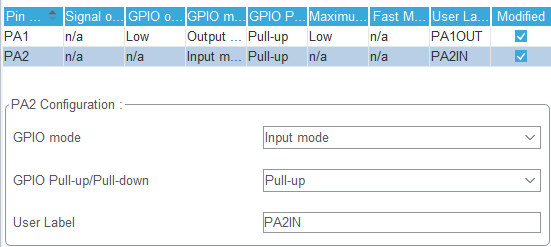 Pin ... Signal o... GPIO o... GPIO m... GPIO P... Maximu... Fast M... User La... Modified
PA1 n/a Low Output ... Pull-up Low n/a PA1OUT
PA2 n/a n/a Input m... Pull-up n/a n/a PA2IN
PA2 Configuration :
GPIO mode Input mode
GPIO Pull-up/Pull-down Pull-up
User Label PA2IN